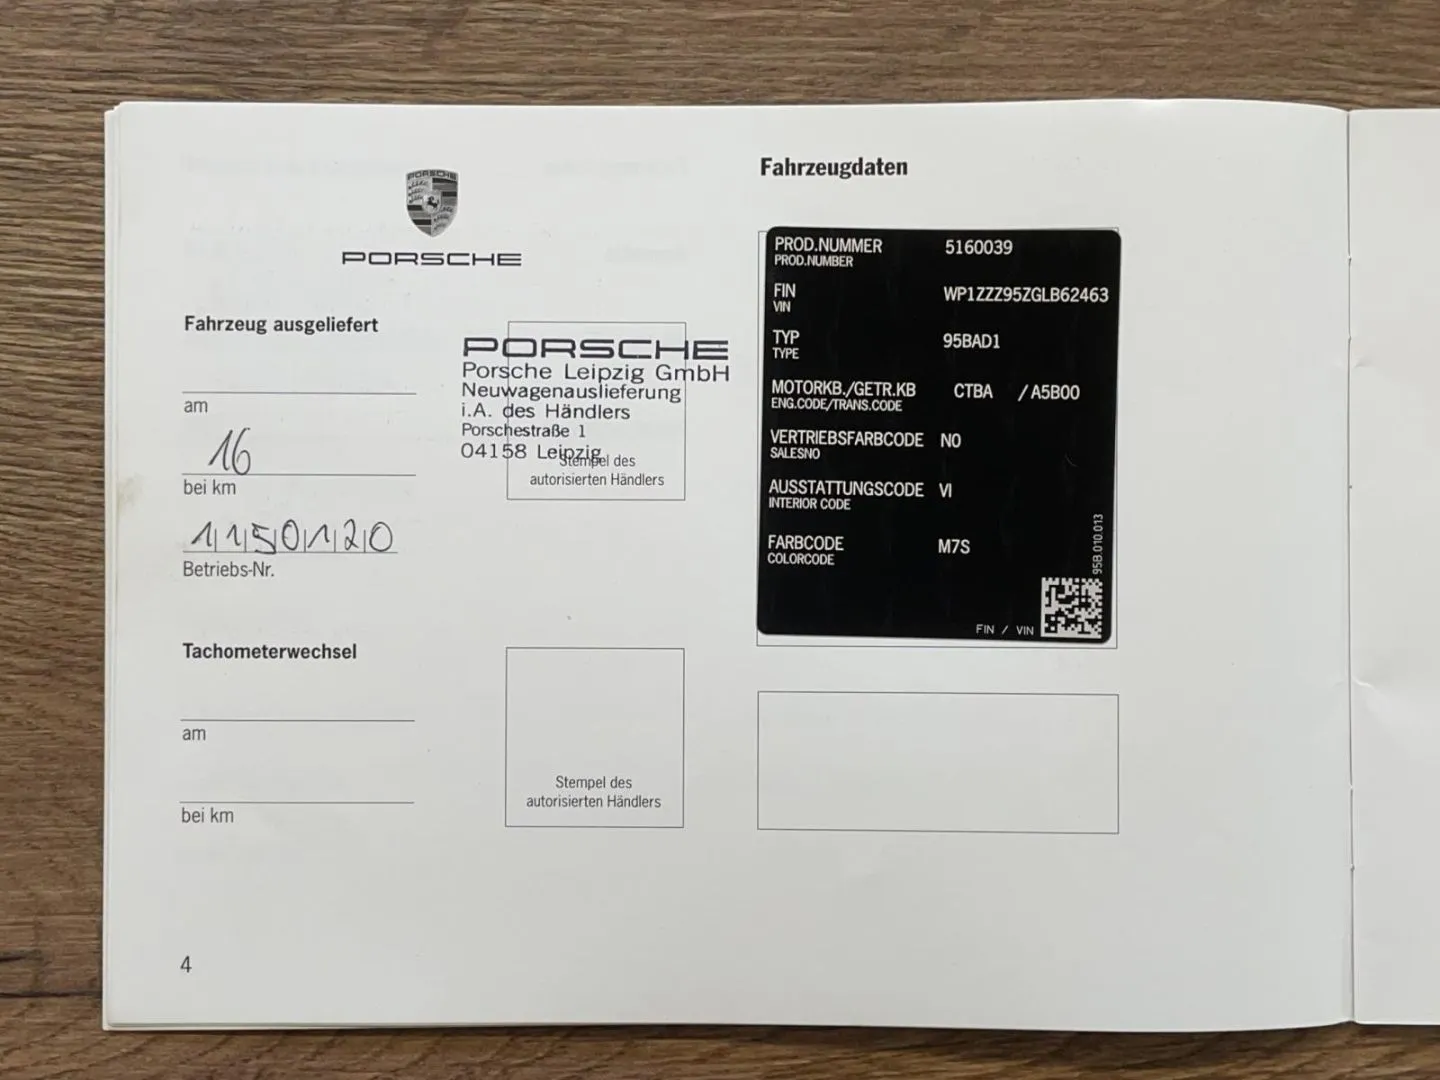 PORSCHE
PORSCHE
Fahrzeug ausgeliefert
am
16
bei km
1150120
Betriebs-Nr.
PORSCHE
Porsche Leipzig GmbH
Neuwagenauslieferung
i.A. des Händlers
Porschestraße 1
04158 Leipzig
Stempel des
autorisierten Händlers
Tachometerwechsel
am
bei km
Stempel des
autorisierten Händlers
4
Fahrzeugdaten
PROD.NUMMER 5160039
PROD.NUMBER
FIN WP1ZZZ95ZGLB62463
VIN
TYP 95BAD1
TYPE
MOTORKB./GETR.KB CTBA / A5B00
ENG.CODE/TRANS.CODE
VERTRIEBSFARBCODE N0
SALESNO
AUSSTATTUNGSCODE VI
INTERIOR CODE
FARBCODE M7S
COLORCODE
95B.010.013
FIN / VIN